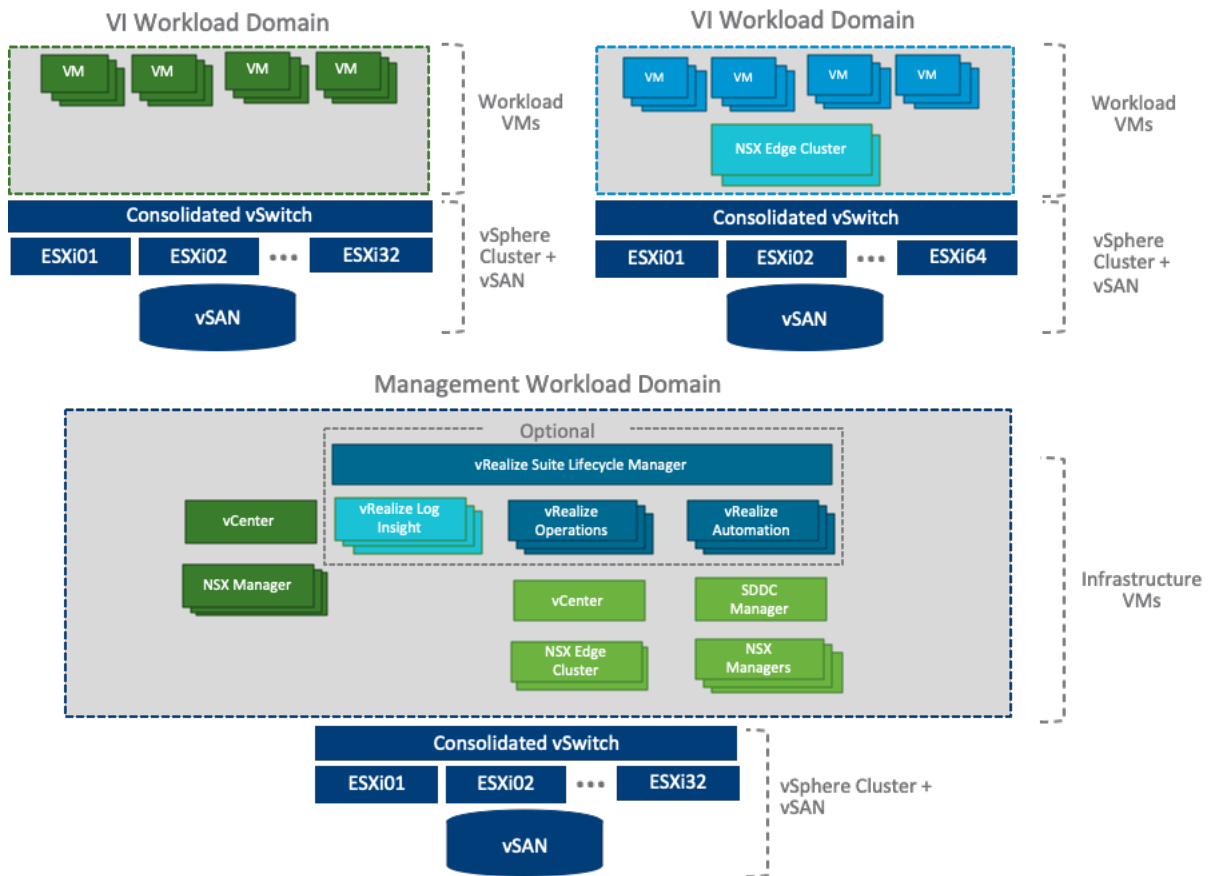 VI Workload Domain
VM
VM
VM
VM
Workload
VMs
Consolidated vSwitch
ESXi01
ESXi02
ESXi32
vSAN
vSphere
Cluster +
vSAN
VI Workload Domain
VM
VM
VM
VM
NSX Edge Cluster
Workload
VMs
Consolidated vSwitch
ESXi01
ESXi02
ESXi64
vSAN
vSphere
Cluster +
vSAN
Management Workload Domain
Optional
vRealize Suite Lifecycle Manager
vCenter
vRealize Log
Insight
vRealize
Operations
vRealize
Automation
NSX Manager
vCenter
SDDC
Manager
NSX Edge
Cluster
NSX
Managers
Infrastructure
VMs
Consolidated vSwitch
ESXi01
ESXi02
ESXi32
vSAN
vSphere Cluster +
vSAN